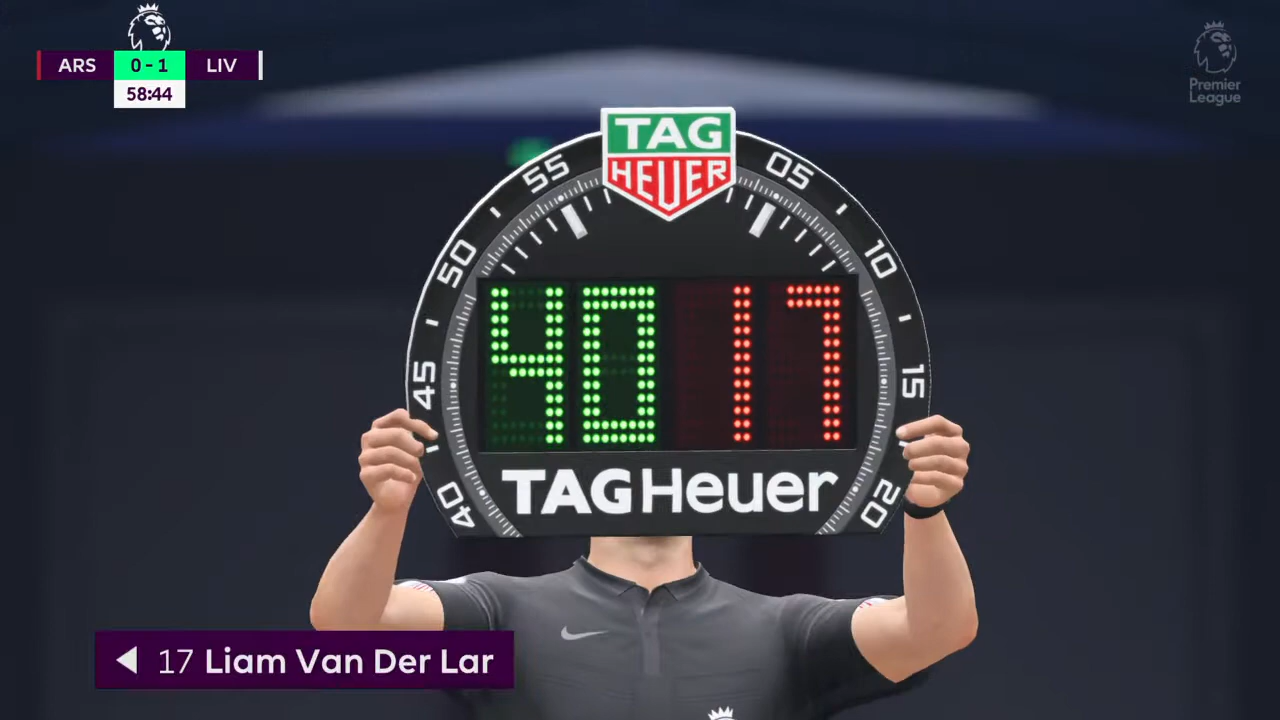 ARS 0 - 1 LIV
58:44
Premier
League
TAG
HEUER
55 05
50 10
45 15
40 20
40 17
TAGHeuer
17 Liam Van Der Lar